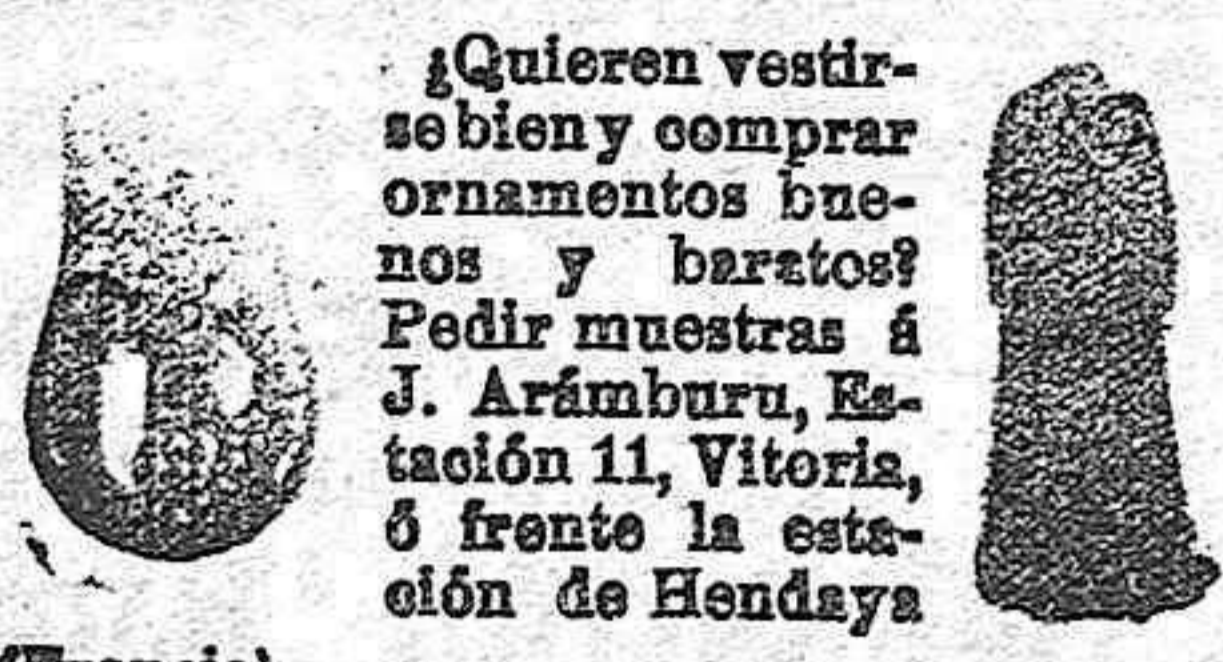 ¿Quieren vestir-
se bien y comprar
ornamentos bue-
nos y baratos?
Pedir muestras á
J. Arámburu, Es-
tación 11, Vitoria,
ó frente la esta-
ción de Hendaya
(Francia)